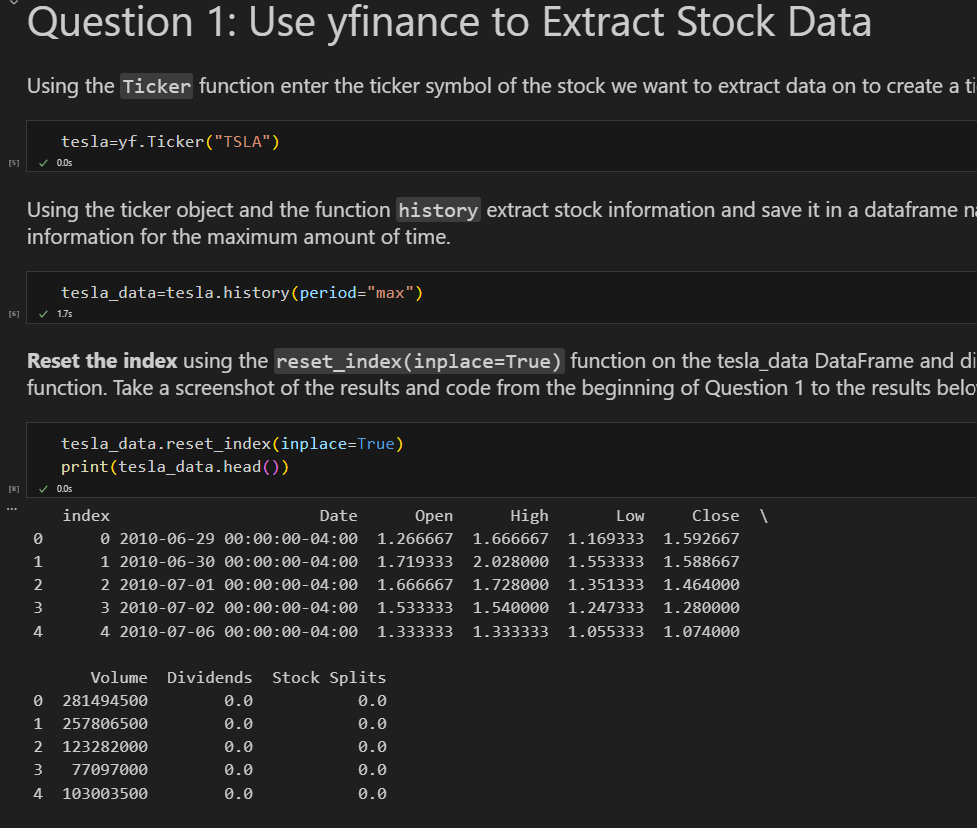 Question 1: Use yfinance to Extract Stock Data
Using the Ticker function enter the ticker symbol of the stock we want to extract data on to create a ti
tesla=yf.Ticker("TSLA")
[5] ✓ 0.0s
Using the ticker object and the function history extract stock information and save it in a dataframe na
information for the maximum amount of time.
tesla_data=tesla.history(period="max")
[6] ✓ 1.7s
Reset the index using the reset_index(inplace=True) function on the tesla_data DataFrame and di
function. Take a screenshot of the results and code from the beginning of Question 1 to the results belo
tesla_data.reset_index(inplace=True)
print(tesla_data.head())
[8] ✓ 0.0s
... index Date Open High Low Close \
0 0 2010-06-29 00:00:00-04:00 1.266667 1.666667 1.169333 1.592667
1 1 2010-06-30 00:00:00-04:00 1.719333 2.028000 1.553333 1.588667
2 2 2010-07-01 00:00:00-04:00 1.666667 1.728000 1.351333 1.464000
3 3 2010-07-02 00:00:00-04:00 1.533333 1.540000 1.247333 1.280000
4 4 2010-07-06 00:00:00-04:00 1.333333 1.333333 1.055333 1.074000
Volume Dividends Stock Splits
0 281494500 0.0 0.0
1 257806500 0.0 0.0
2 123282000 0.0 0.0
3 77097000 0.0 0.0
4 103003500 0.0 0.0